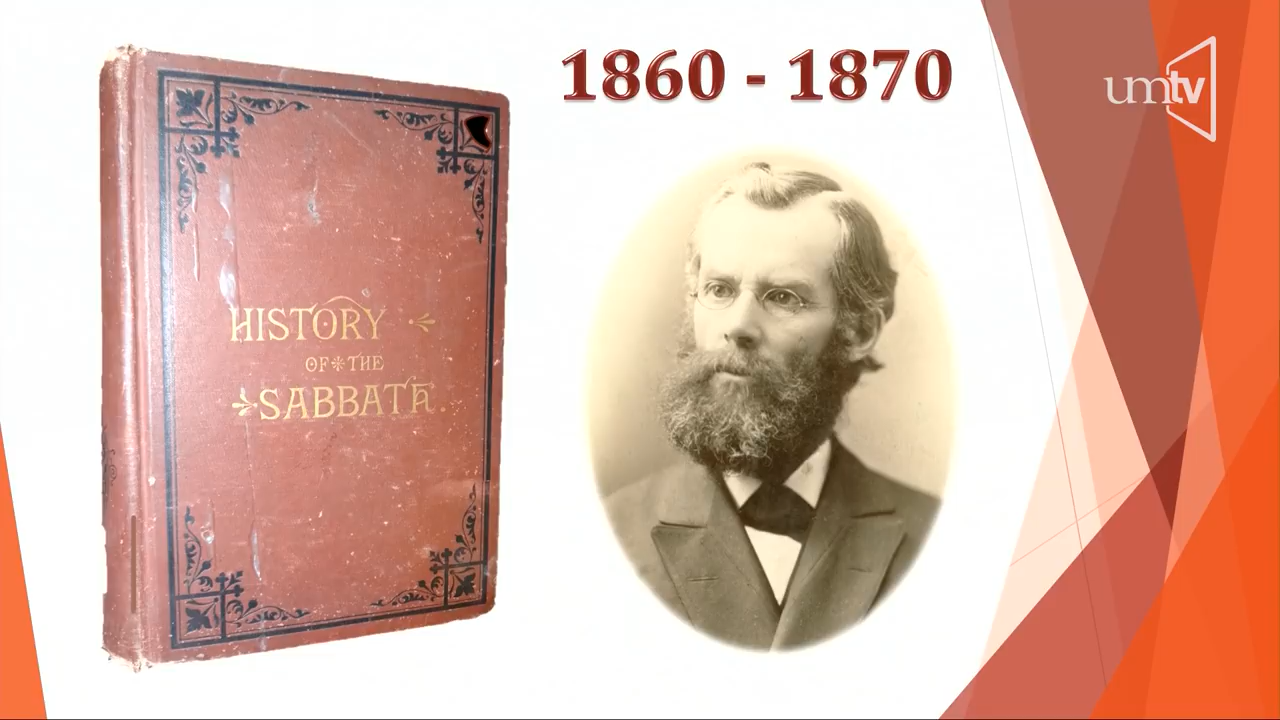 1860 - 1870
umtv
HISTORY
OF * THE
SABBATH.